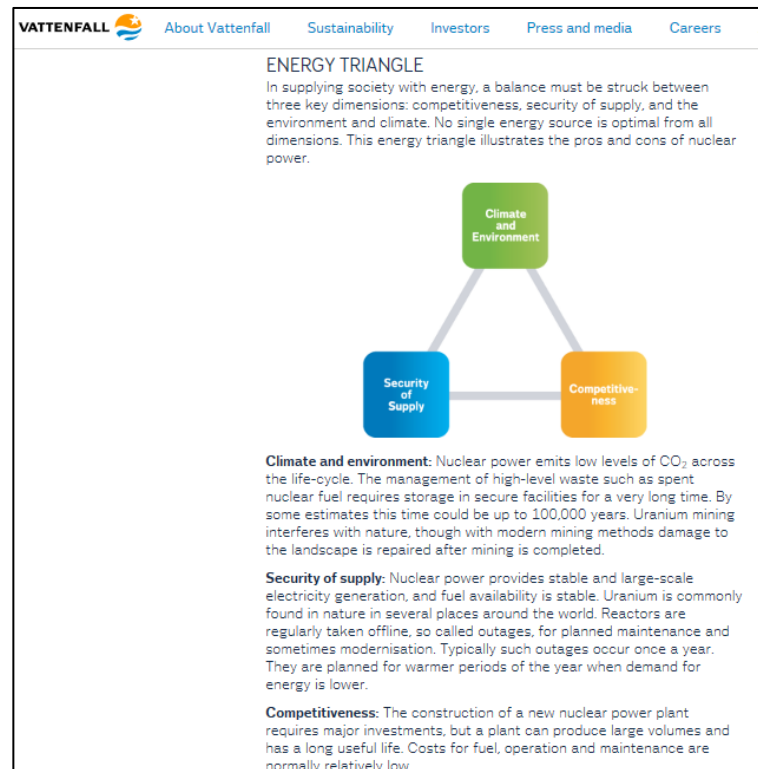 VATTENFALL About Vattenfall Sustainability Investors Press and media Careers
ENERGY TRIANGLE
In supplying society with energy, a balance must be struck between
three key dimensions: competitiveness, security of supply, and the
environment and climate. No single energy source is optimal from all
dimensions. This energy triangle illustrates the pros and cons of nuclear
power.
Climate
and
Environment
Security
of
Supply
Competitive-
ness
Climate and environment: Nuclear power emits low levels of CO₂ across
the life-cycle. The management of high-level waste such as spent
nuclear fuel requires storage in secure facilities for a very long time. By
some estimates this time could be up to 100,000 years. Uranium mining
interferes with nature, though with modern mining methods damage to
the landscape is repaired after mining is completed.
Security of supply: Nuclear power provides stable and large-scale
electricity generation, and fuel availability is stable. Uranium is commonly
found in nature in several places around the world. Reactors are
regularly taken offline, so called outages, for planned maintenance and
sometimes modernisation. Typically such outages occur once a year.
They are planned for warmer periods of the year when demand for
energy is lower.
Competitiveness: The construction of a new nuclear power plant
requires major investments, but a plant can produce large volumes and
has a long useful life. Costs for fuel, operation and maintenance are
normally relatively low